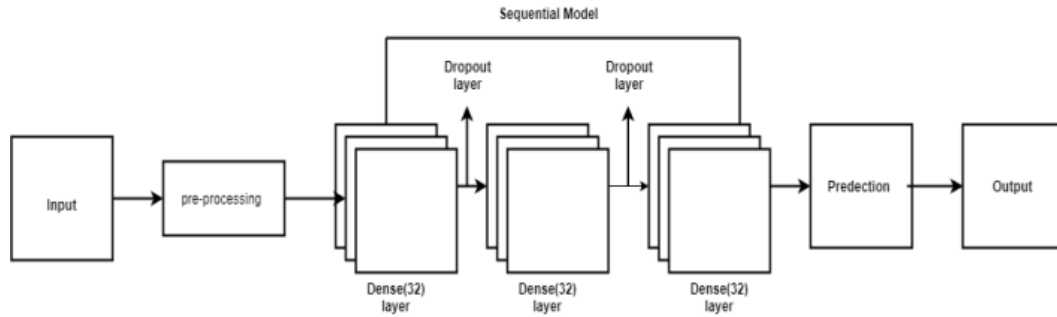 Sequential Model
Dropout
layer
Dropout
layer
Input
pre-processing
Predection
Output
Dense(32)
layer
Dense(32)
layer
Dense(32)
layer